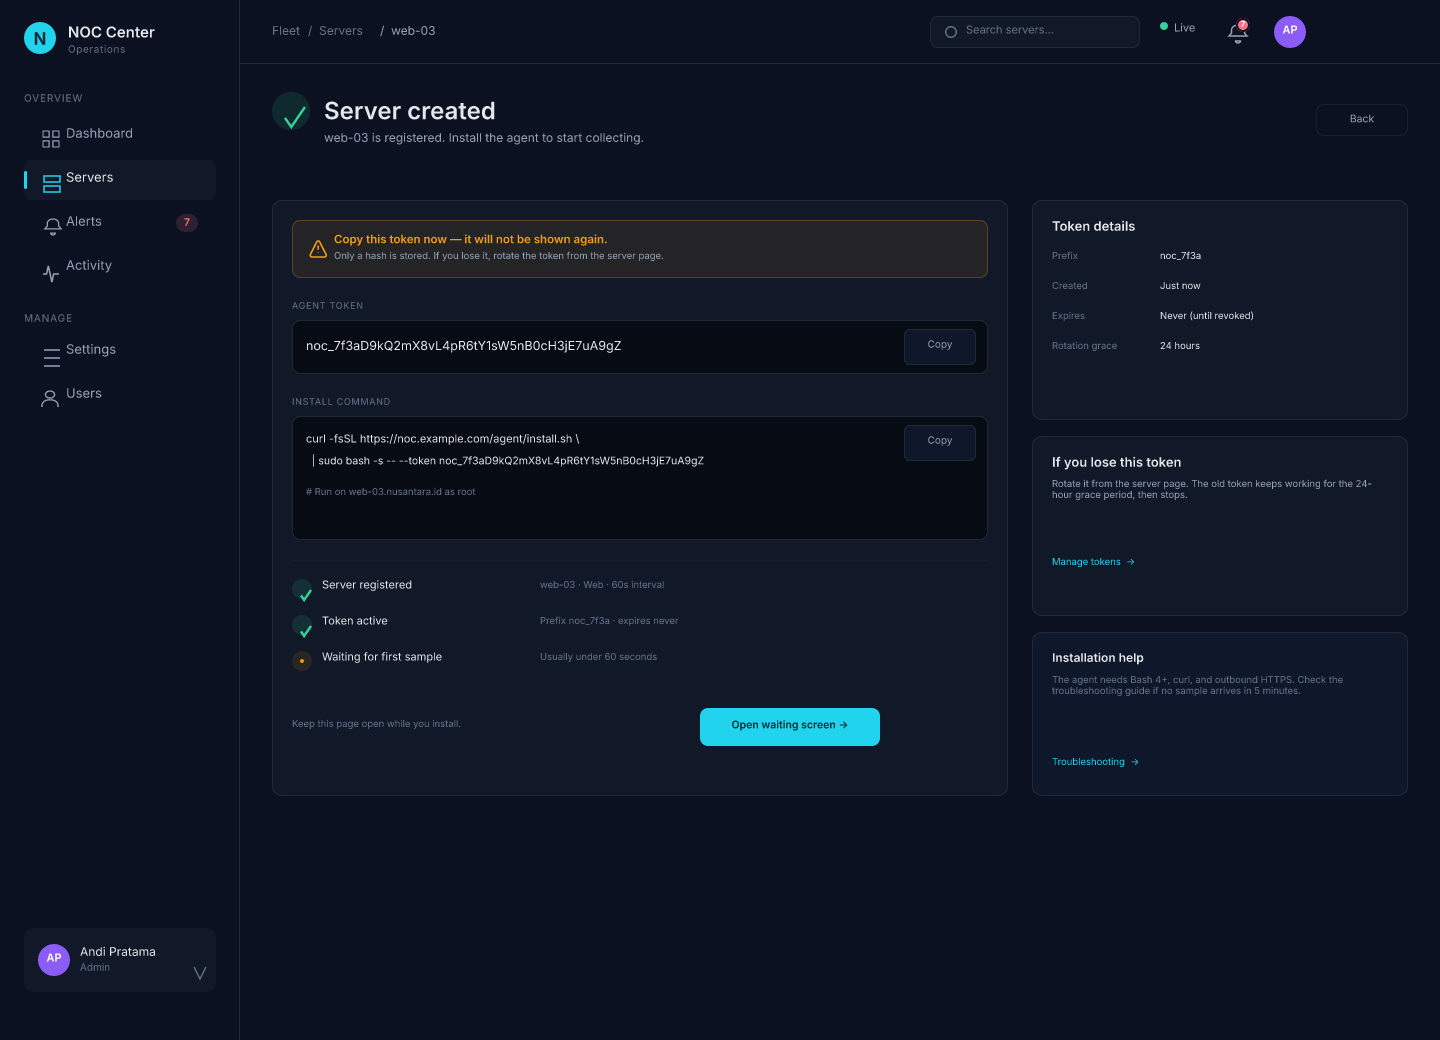 N
NOC Center
Operations
OVERVIEW
Dashboard
Servers
Alerts
7
Activity
MANAGE
Settings
Users
AP
Andi Pratama
Admin
Fleet / Servers / web-03
Search servers...
Live
7
AP
Server created
web-03 is registered. Install the agent to start collecting.
Back
Copy this token now — it will not be shown again.
Only a hash is stored. If you lose it, rotate the token from the server page.
AGENT TOKEN
noc_7f3aD9kQ2mX8vL4pR6tY1sW5nB0cH3jE7uA9gZ
Copy
INSTALL COMMAND
curl -fsSL https://noc.example.com/agent/install.sh \
| sudo bash -s -- --token noc_7f3aD9kQ2mX8vL4pR6tY1sW5nB0cH3jE7uA9gZ
# Run on web-03.nusantara.id as root
Copy
Server registered
web-03 · Web · 60s interval
Token active
Prefix noc_7f3a · expires never
Waiting for first sample
Usually under 60 seconds
Keep this page open while you install.
Open waiting screen →
Token details
Prefix
noc_7f3a
Created
Just now
Expires
Never (until revoked)
Rotation grace
24 hours
If you lose this token
Rotate it from the server page. The old token keeps working for the 24-
hour grace period, then stops.
Manage tokens →
Installation help
The agent needs Bash 4+, curl, and outbound HTTPS. Check the
troubleshooting guide if no sample arrives in 5 minutes.
Troubleshooting →